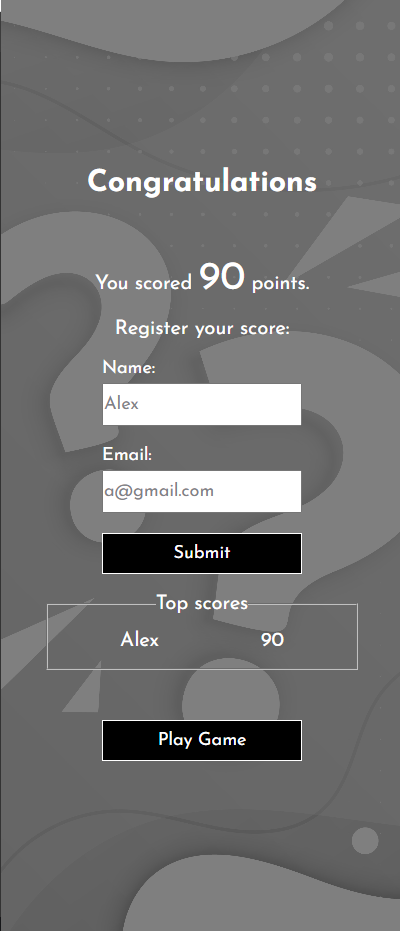 Congratulations
You scored 90 points.
Register your score:
Name:
Alex
Email:
a@gmail.com
Submit
Top scores
Alex 90
Play Game